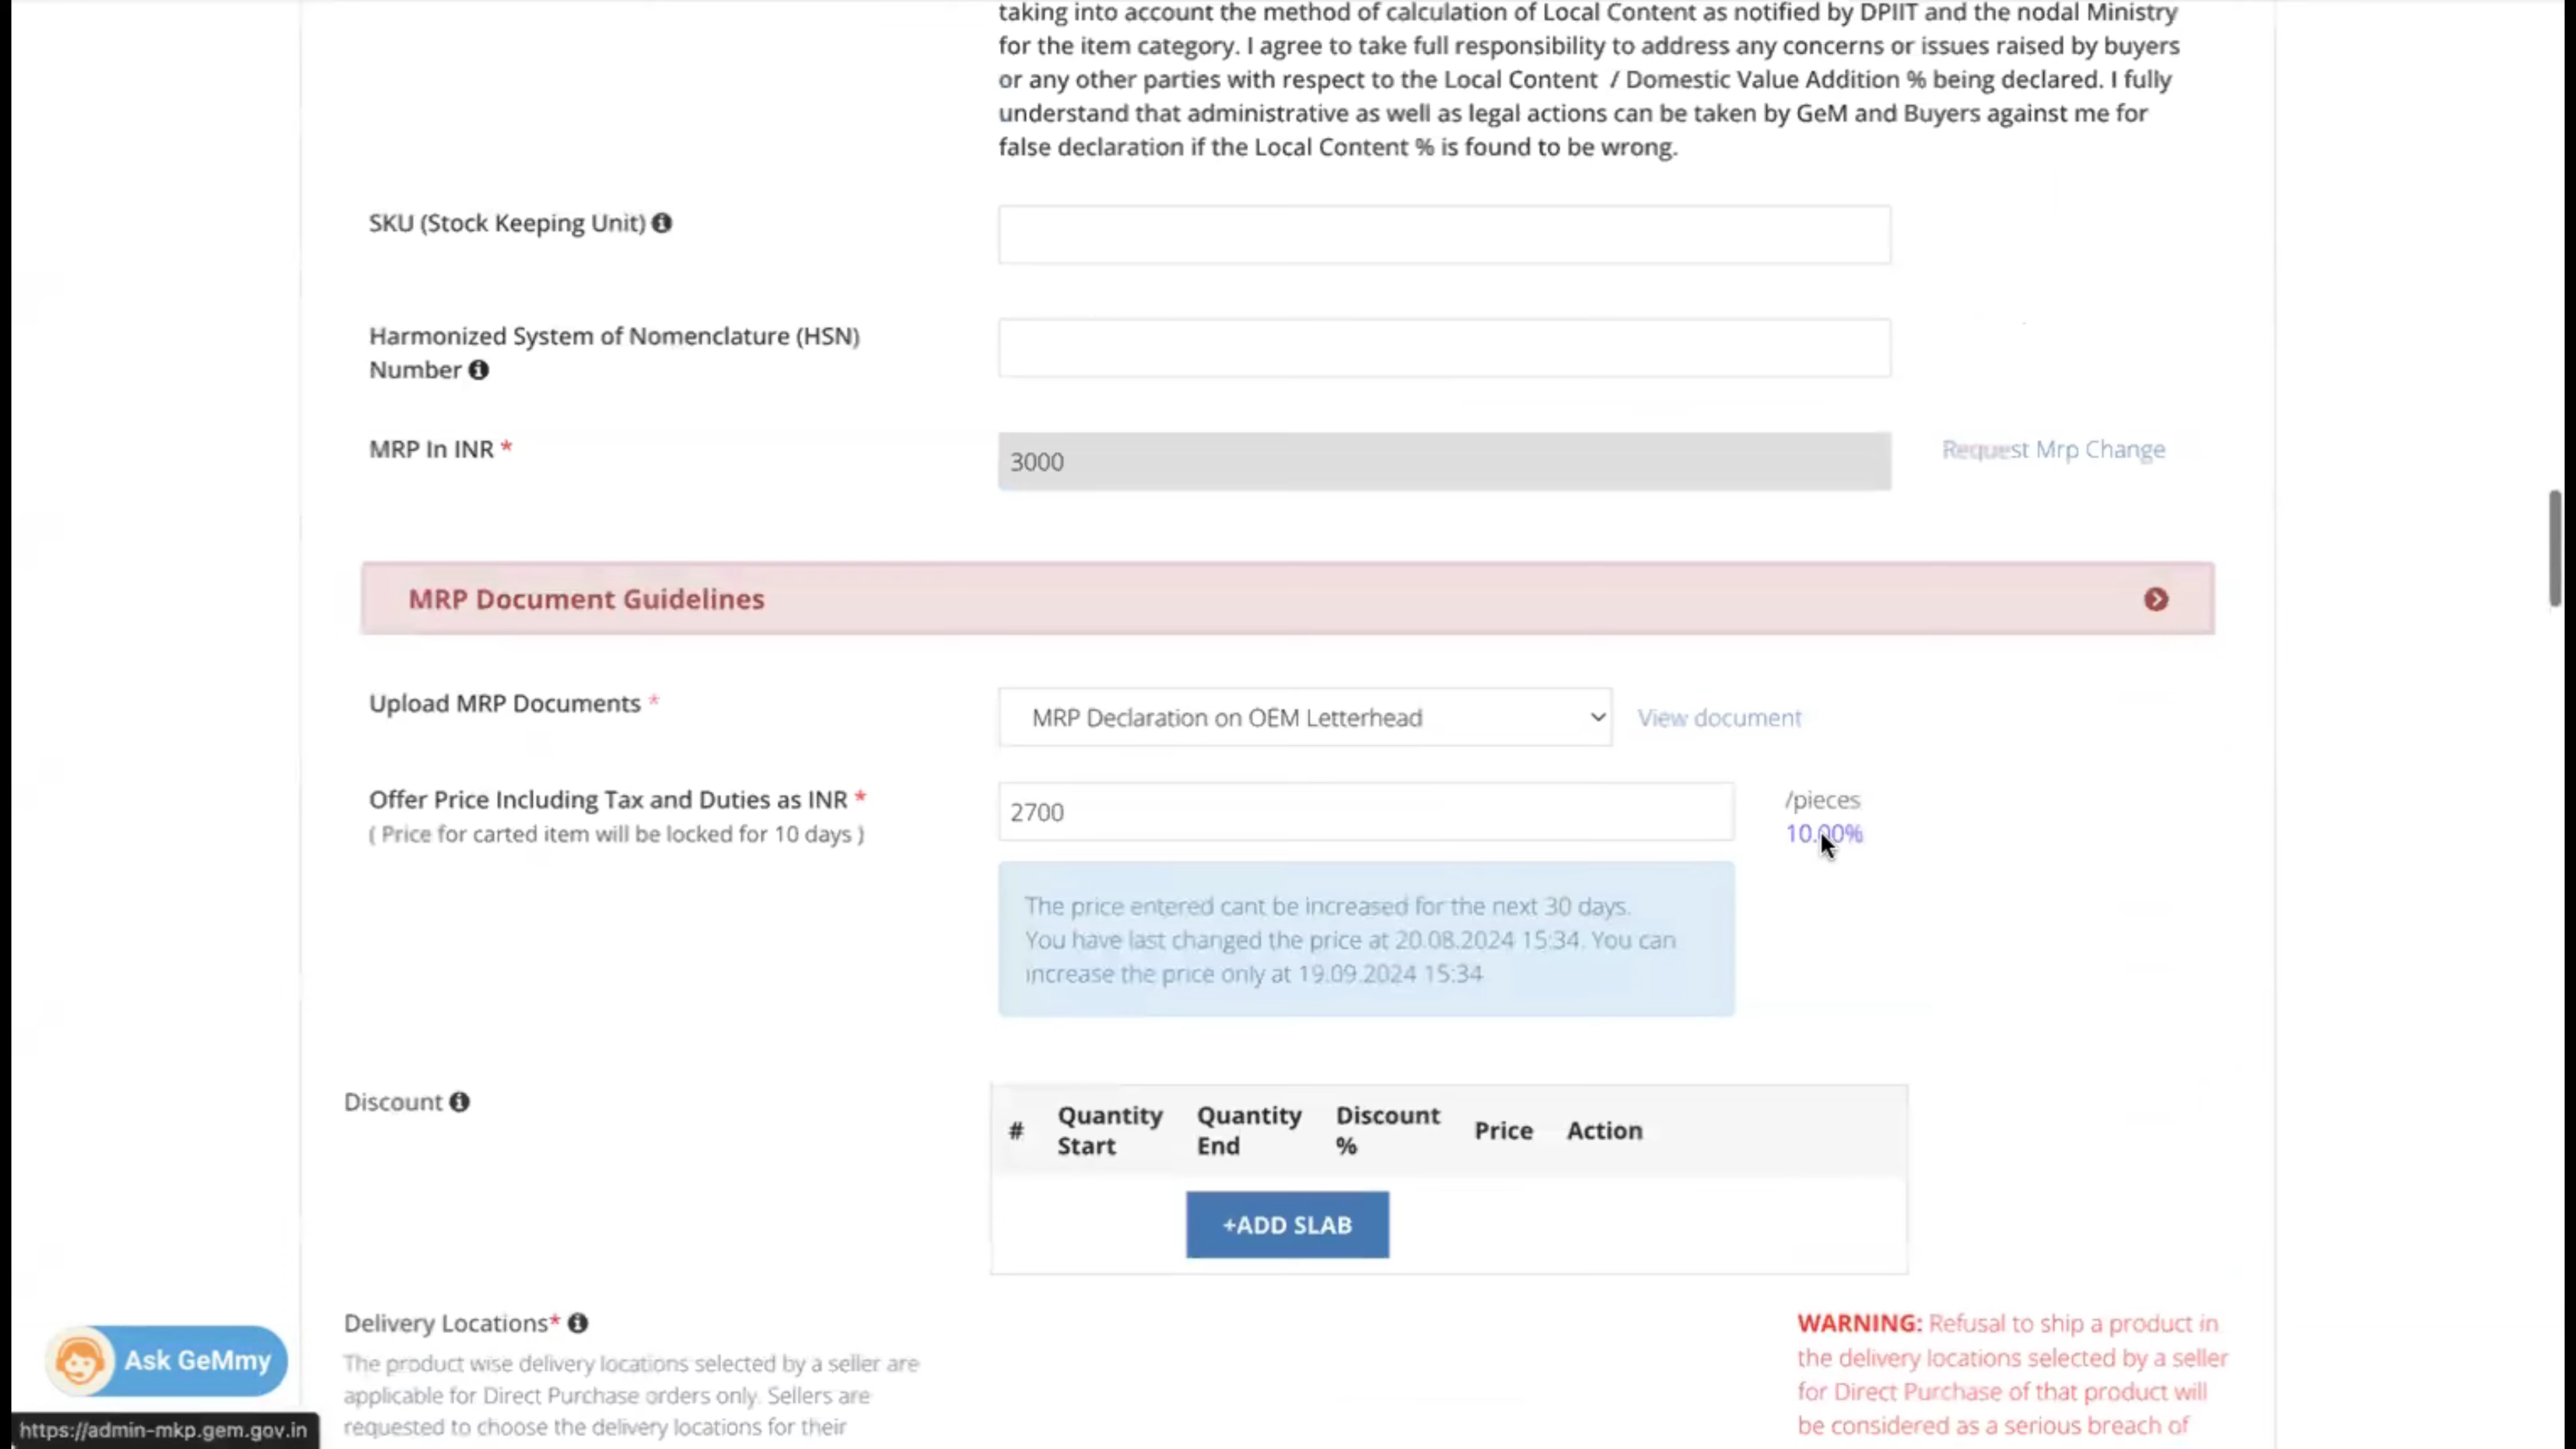 taking into account the method of calculation of Local Content as notified by DPIIT and the nodal Ministry
for the item category. I agree to take full responsibility to address any concerns or issues raised by buyers
or any other parties with respect to the Local Content / Domestic Value Addition % being declared. I fully
understand that administrative as well as legal actions can be taken by GeM and Buyers against me for
false declaration if the Local Content % is found to be wrong.
SKU (Stock Keeping Unit)
Harmonized System of Nomenclature (HSN)
Number
MRP In INR *
3000
Request Mrp Change
MRP Document Guidelines
Upload MRP Documents *
MRP Declaration on OEM Letterhead
View document
Offer Price Including Tax and Duties as INR *
( Price for carted item will be locked for 10 days )
2700
/pieces
10.00%
The price entered cant be increased for the next 30 days.
You have last changed the price at 20.08.2024 15:34. You can
increase the price only at 19.09.2024 15:34
Discount
# Quantity Start Quantity End Discount % Price Action
+ADD SLAB
Delivery Locations*
The product wise delivery locations selected by a seller are
applicable for Direct Purchase orders only. Sellers are
requested to choose the delivery locations for their
WARNING: Refusal to ship a product in
the delivery locations selected by a seller
for Direct Purchase of that product will
be considered as a serious breach of
Ask GeMmy
https://admin-mkp.gem.gov.in